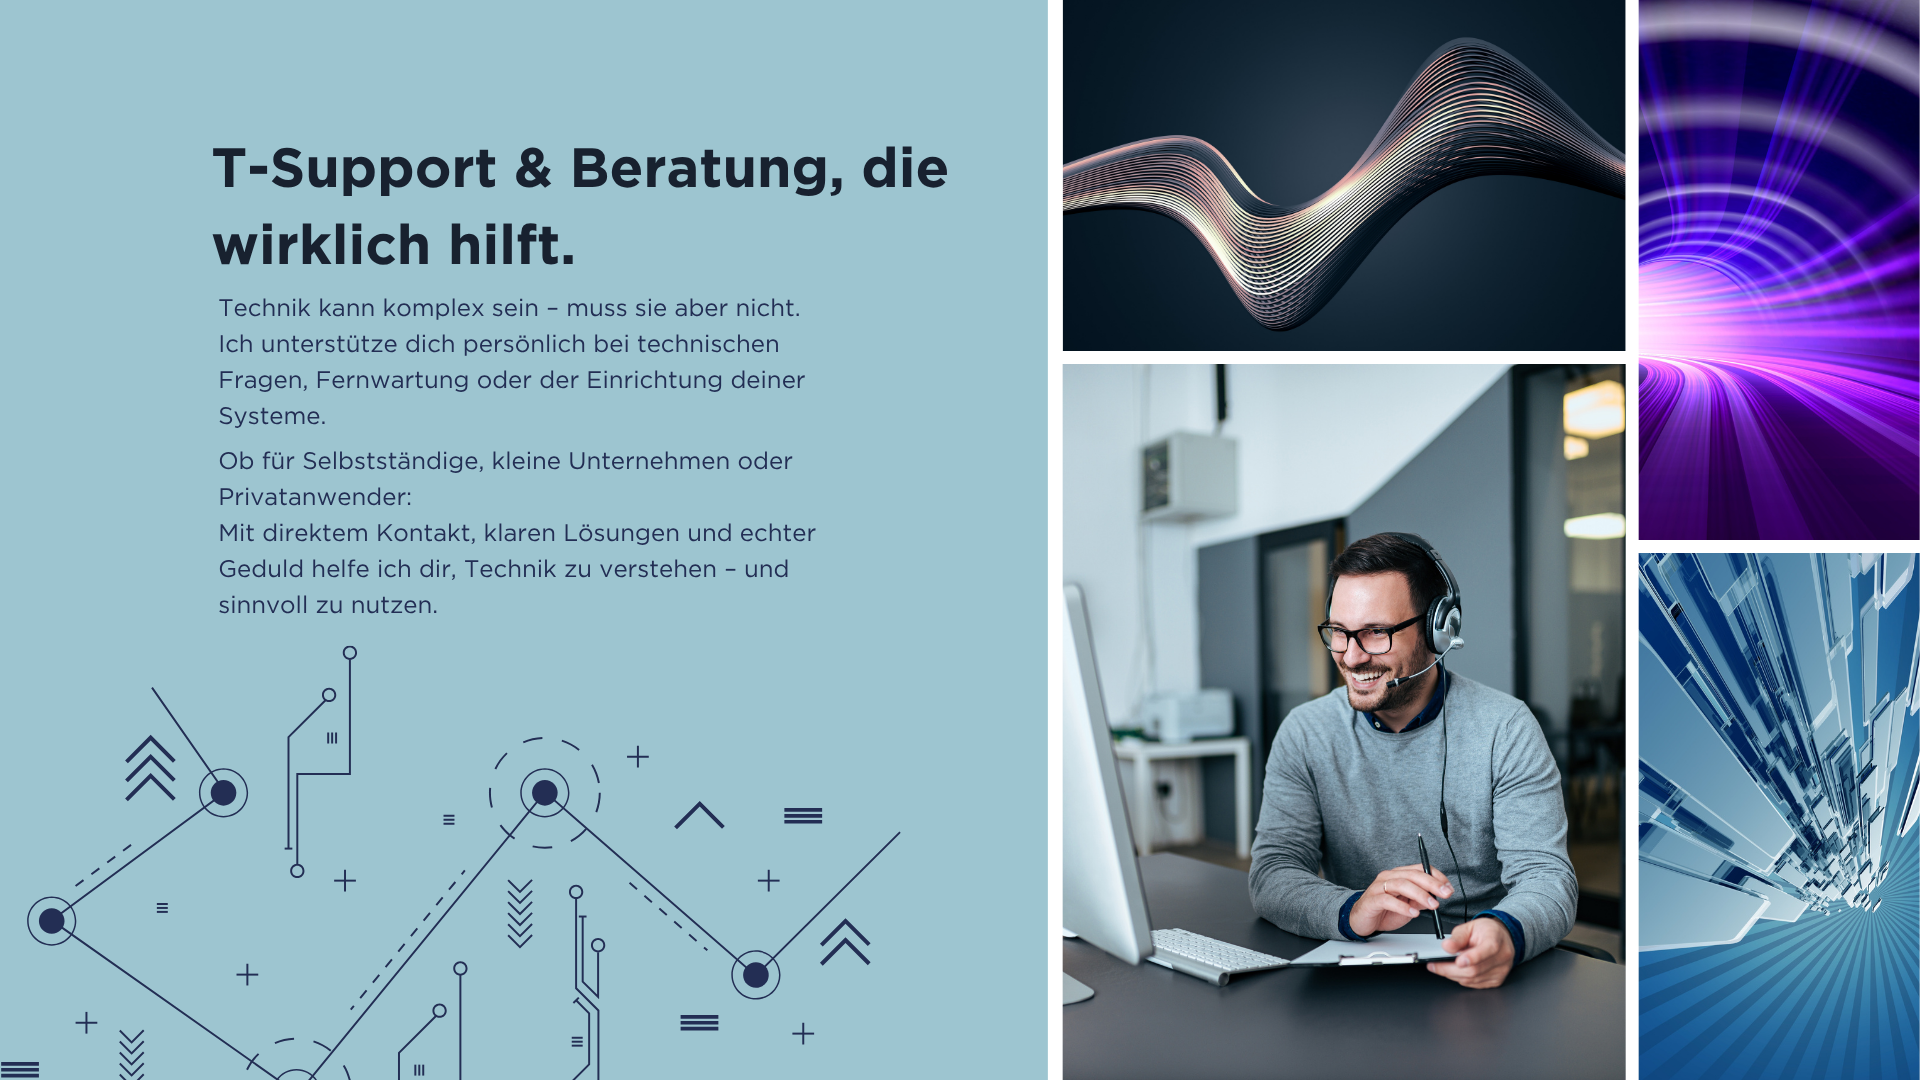 T-Support & Beratung, die
wirklich hilft.
Technik kann komplex sein – muss sie aber nicht.
Ich unterstütze dich persönlich bei technischen
Fragen, Fernwartung oder der Einrichtung deiner
Systeme.
Ob für Selbstständige, kleine Unternehmen oder
Privatanwender:
Mit direktem Kontakt, klaren Lösungen und echter
Geduld helfe ich dir, Technik zu verstehen – und
sinnvoll zu nutzen.